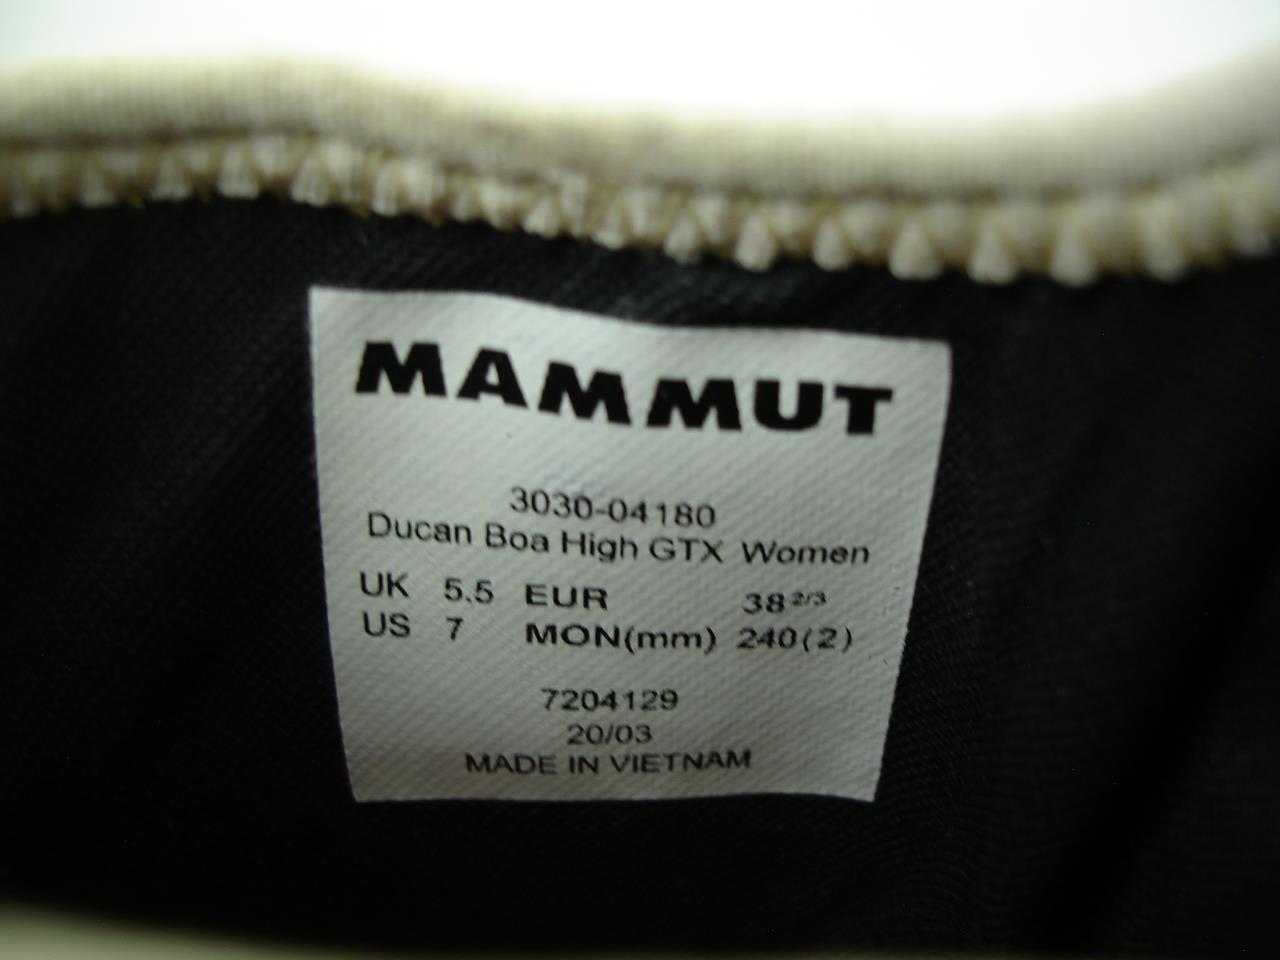 MAMMUT
3030-04180
Ducan Boa High GTX Women
UK 5.5 EUR 38 2/3
US 7 MON(mm) 240(2)
7204129
20/03
MADE IN VIETNAM